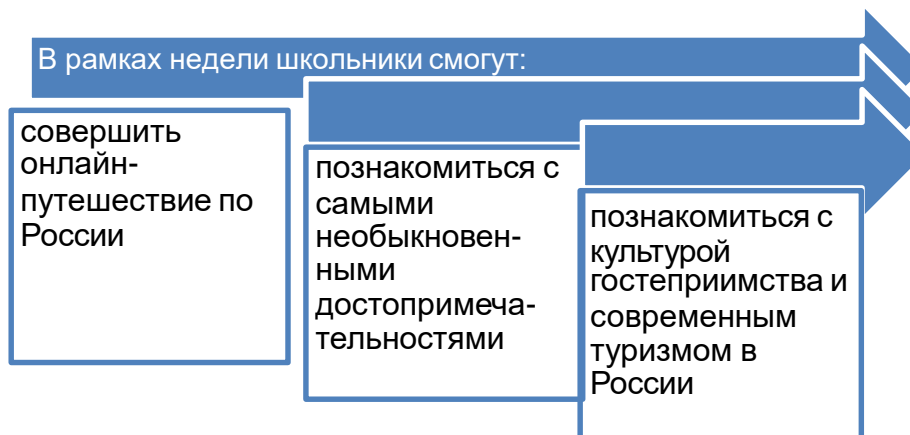 В рамках недели школьники смогут:
совершить
онлайн-
путешествие по
России
познакомиться с
самыми
необыкновен-
ными
достопримеча-
тельностями
познакомиться с
культурой
гостеприимства и
современным
туризмом в
России